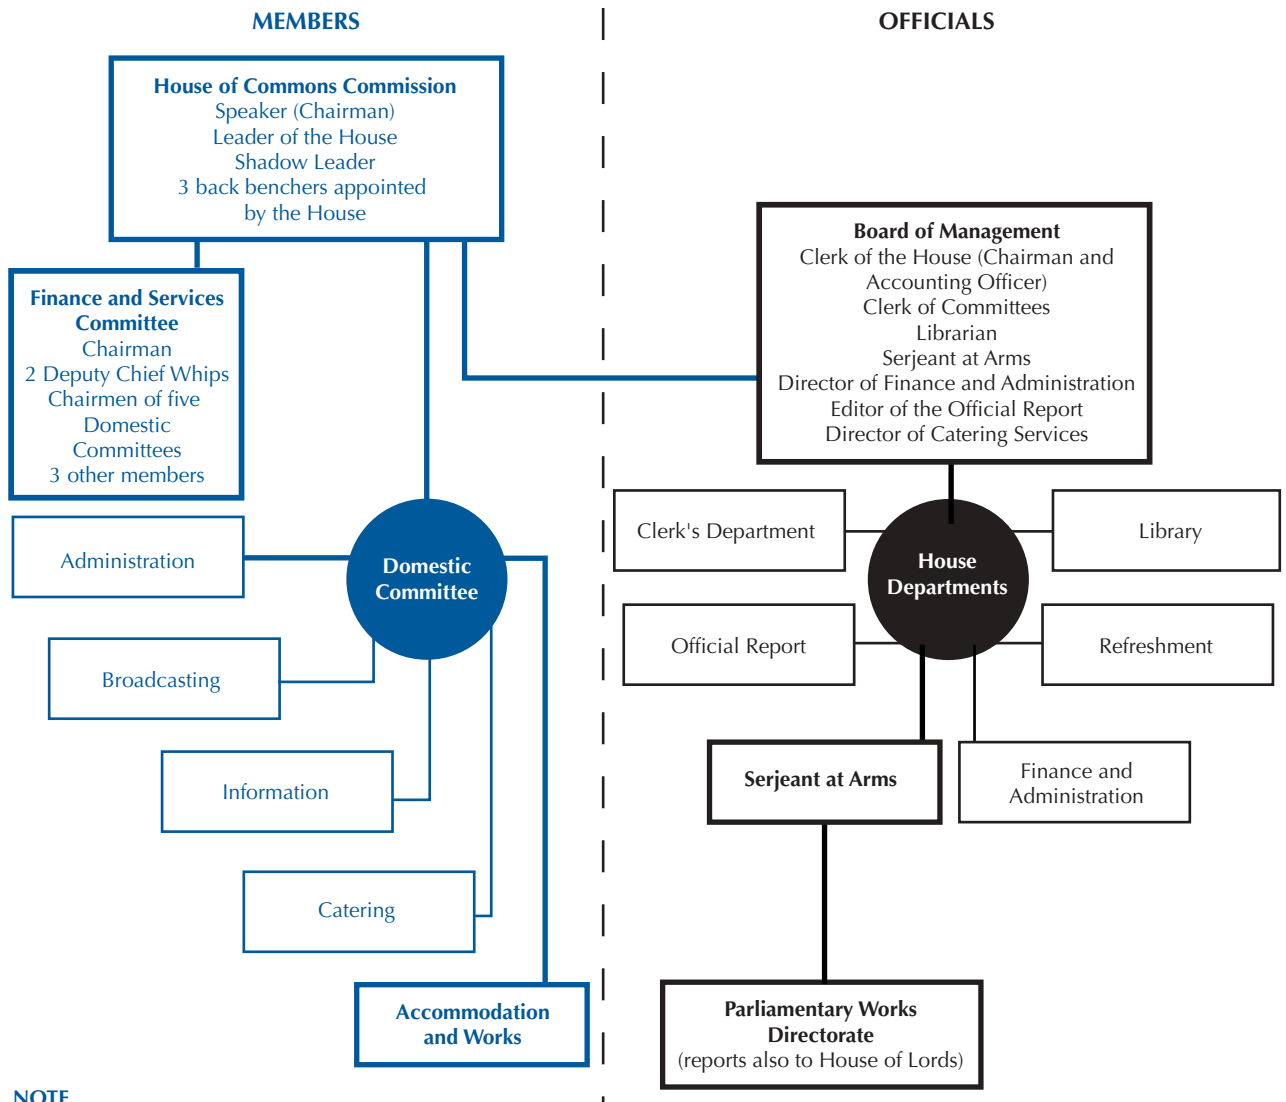 MEMBERS
OFFICIALS
House of Commons Commission
Speaker (Chairman)
Leader of the House
Shadow Leader
3 back benchers appointed
by the House
Board of Management
Clerk of the House (Chairman and
Accounting Officer)
Clerk of Committees
Librarian
Serjeant at Arms
Director of Finance and Administration
Editor of the Official Report
Director of Catering Services
Finance and Services
Committee
Chairman
2 Deputy Chief Whips
Chairmen of five
Domestic
Committees
3 other members
Domestic
Committee
Administration
Broadcasting
Information
Catering
Accommodation
and Works
House
Departments
Clerk's Department
Library
Official Report
Refreshment
Serjeant at Arms
Finance and
Administration
Parliamentary Works
Directorate
(reports also to House of Lords)
NOTE